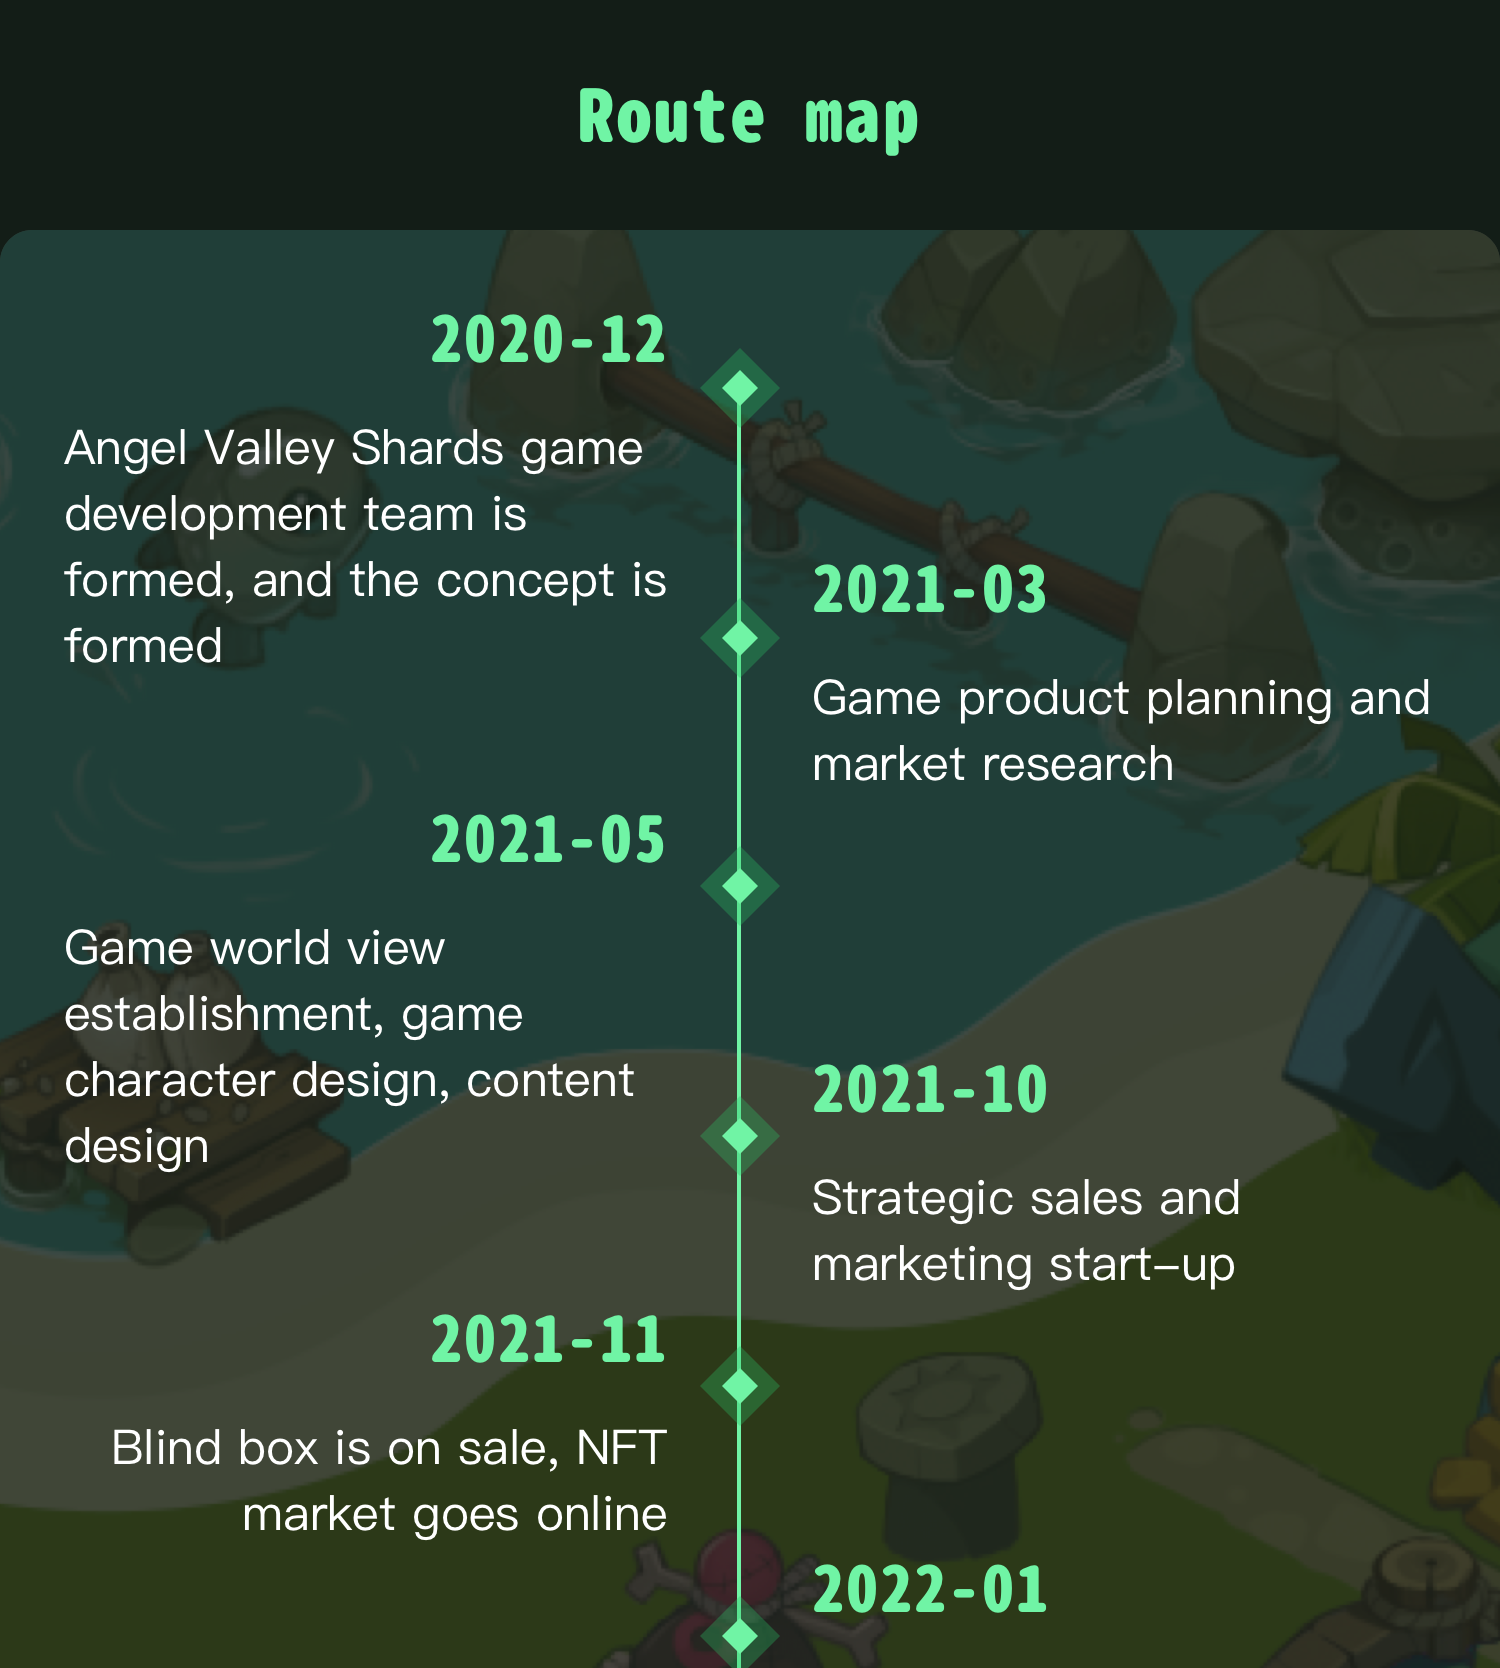 Route map
2020-12
Angel Valley Shards game
development team is
formed, and the concept is
formed
2021-03
Game product planning and
market research
2021-05
Game world view
establishment, game
character design, content
design
2021-10
Strategic sales and
marketing start-up
2021-11
Blind box is on sale, NFT
market goes online
2022-01